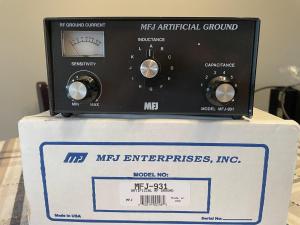 RF GROUND CURRENT
MFJ ARTIFICIAL GROUND
INDUCTANCE
SENSITIVITY
CAPACITANCE
MIN
MAX
MFJ
MODEL MFJ-931
MFJ ENTERPRISES, INC.
MODEL NO:
MFJ-931
ARTIFICIAL RF GROUND
MFJ
Made in USA
Serial No.